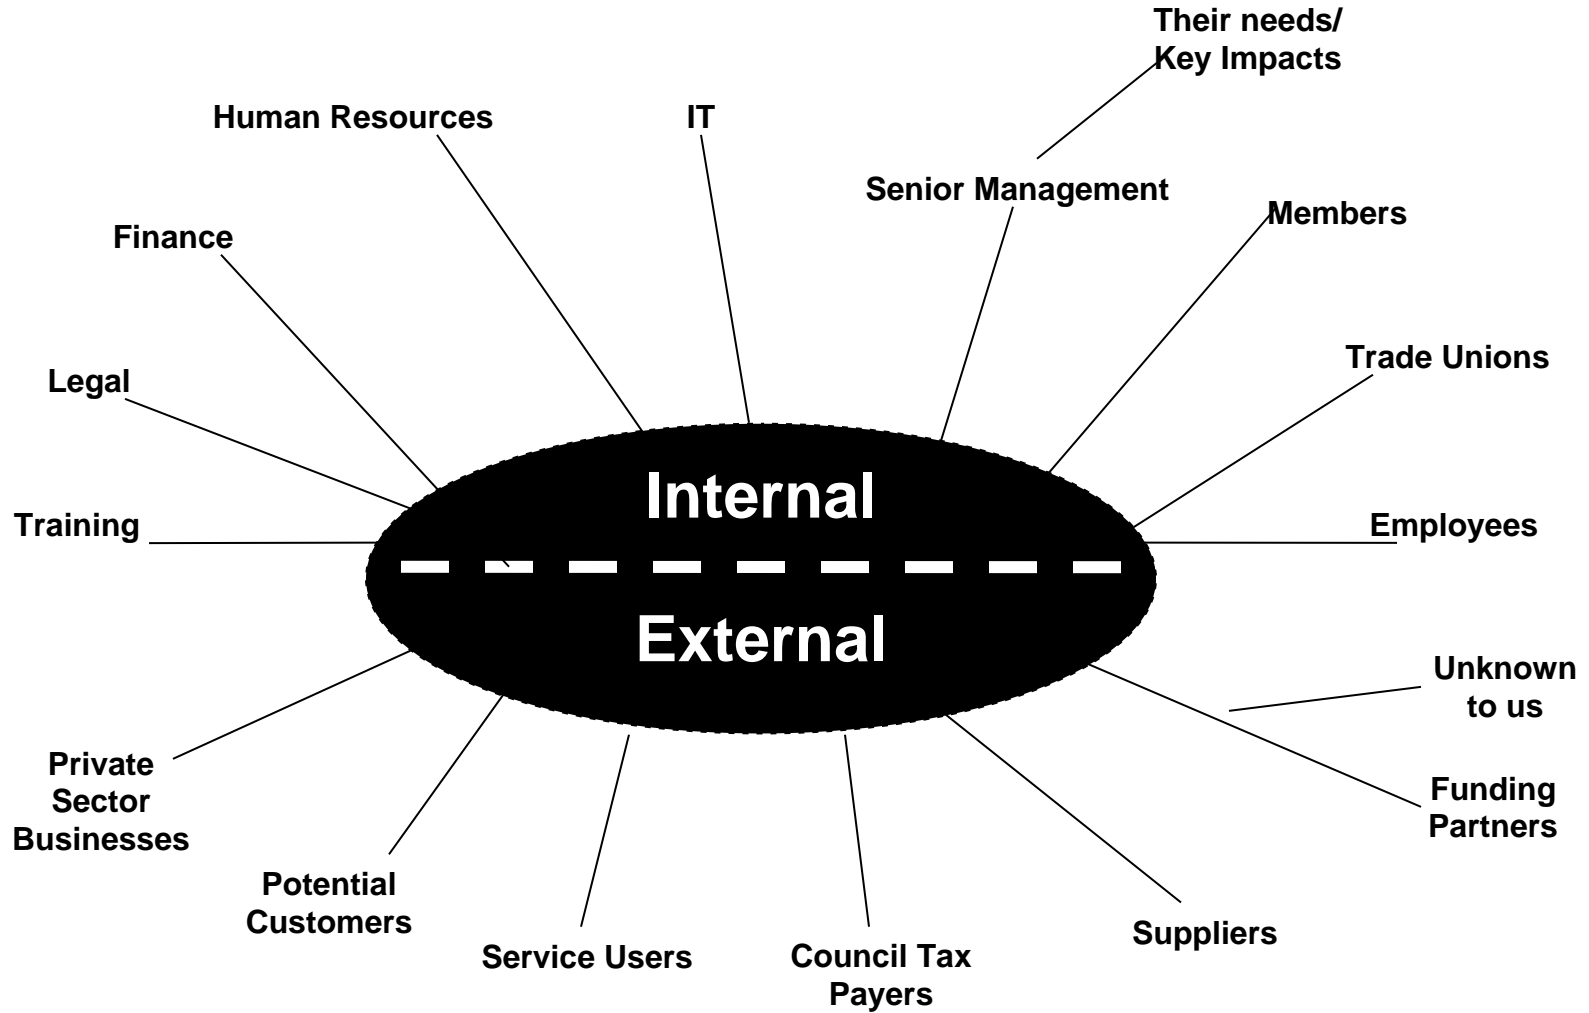 Their needs/
Key Impacts
Human Resources
IT
Senior Management
Members
Finance
Trade Unions
Legal
Internal
Training
Employees
External
Unknown
to us
Private
Sector
Businesses
Funding
Partners
Potential
Customers
Suppliers
Service Users
Council Tax
Payers